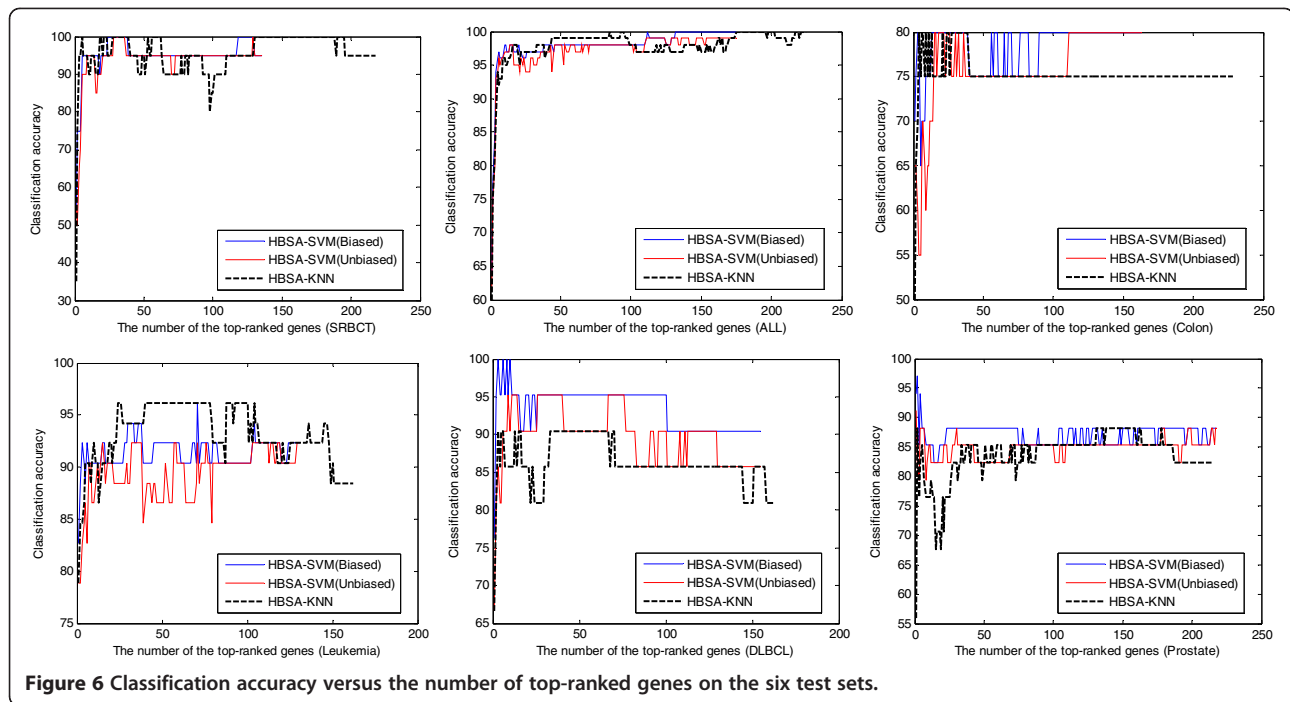 100
90
80
70
60
50
40
30
Classification accuracy
HBSA-SVM(Biased)
HBSA-SVM(Unbiased)
HBSA-KNN
0 50 100 150 200 250
The number of the top-ranked genes (SRBCT)
100
95
90
85
80
75
70
65
60
Classification accuracy
HBSA-SVM(Biased)
HBSA-SVM(Unbiased)
HBSA-KNN
0 50 100 150 200 250
The number of the top-ranked genes (ALL)
80
75
70
65
60
55
50
Classification accuracy
HBSA-SVM(Biased)
HBSA-SVM(Unbiased)
HBSA-KNN
0 50 100 150 200 250
The number of the top-ranked genes (Colon)
100
95
90
85
80
75
Classification accuracy
HBSA-SVM(Biased)
HBSA-SVM(Unbiased)
HBSA-KNN
0 50 100 150 200
The number of the top-ranked genes (Leukemia)
100
95
90
85
80
75
70
65
Classification accuracy
HBSA-SVM(Biased)
HBSA-SVM(Unbiased)
HBSA-KNN
0 50 100 150 200
The number of the top-ranked genes (DLBCL)
100
95
90
85
80
75
70
65
60
55
Classification accuracy
HBSA-SVM(Biased)
HBSA-SVM(Unbiased)
HBSA-KNN
0 50 100 150 200 250
The number of the top-ranked genes (Prostate)
Figure 6 Classification accuracy versus the number of top-ranked genes on the six test sets.